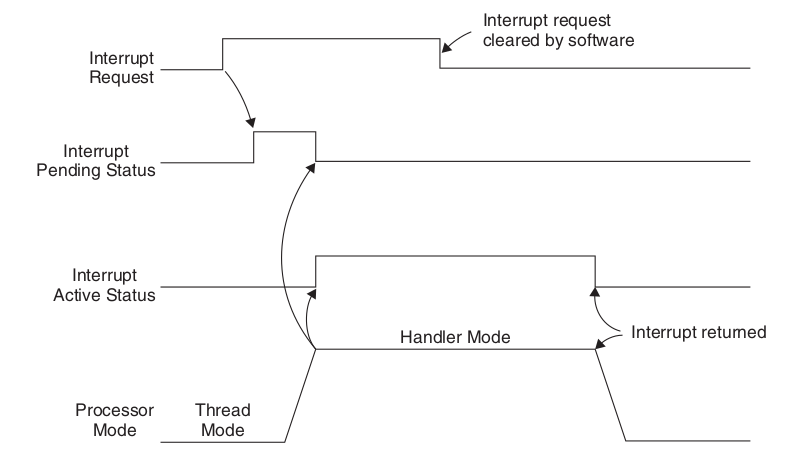 Interrupt request
cleared by software
Interrupt
Request
Interrupt
Pending Status
Interrupt
Active Status
Handler Mode
Interrupt returned
Processor
Mode
Thread
Mode